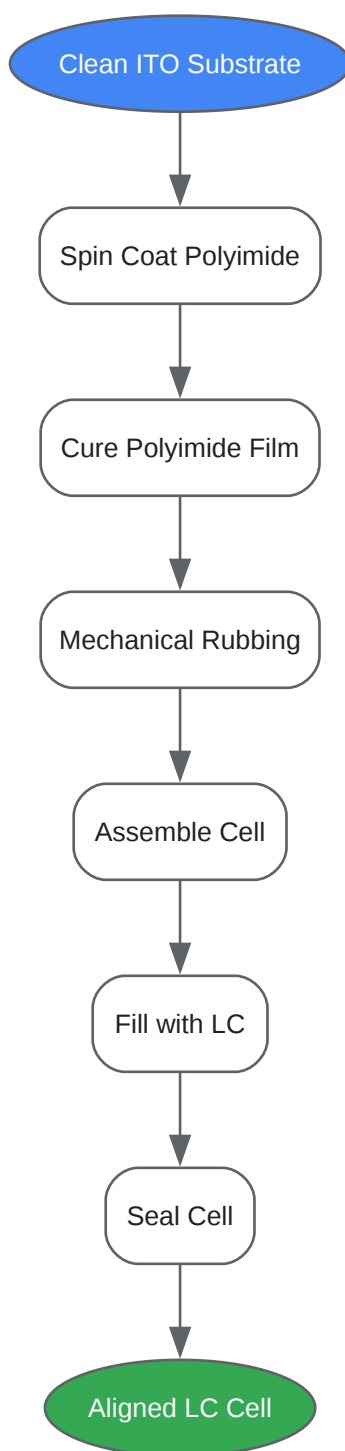 Clean ITO Substrate
Spin Coat Polyimide
Cure Polyimide Film
Mechanical Rubbing
Assemble Cell
Fill with LC
Seal Cell
Aligned LC Cell